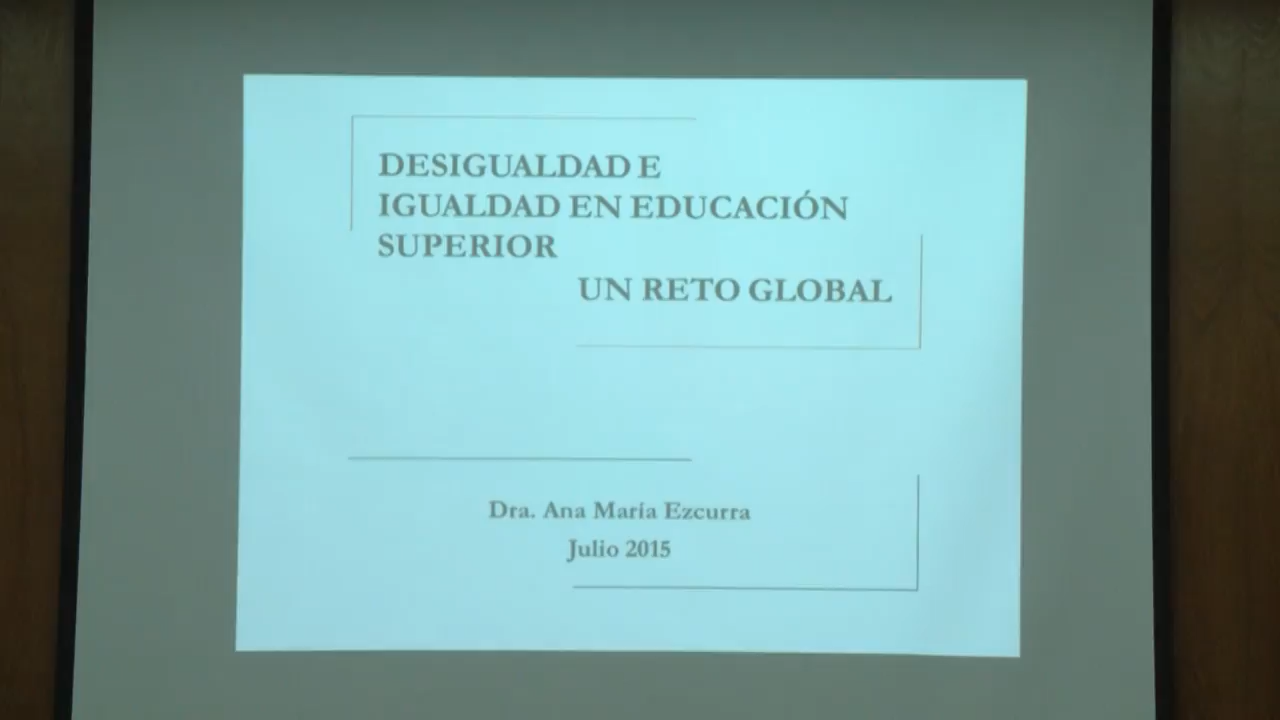 DESIGUALDAD E
IGUALDAD EN EDUCACIÓN
SUPERIOR
UN RETO GLOBAL
Dra. Ana María Ezcurra
Julio 2015